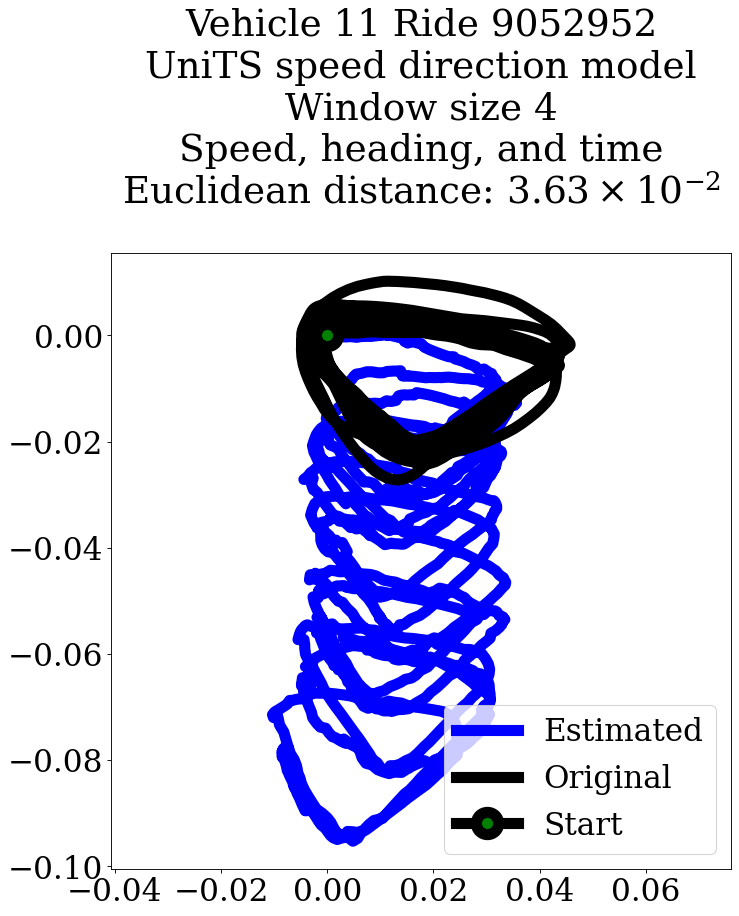 Vehicle 11 Ride 9052952
UniTS speed direction model
Window size 4
Speed, heading, and time
Euclidean distance: 3.63 × 10⁻²
0.00
−0.02
−0.04
−0.06
−0.08
−0.10
−0.04 −0.02 0.00 0.02 0.04 0.06
Estimated
Original
Start